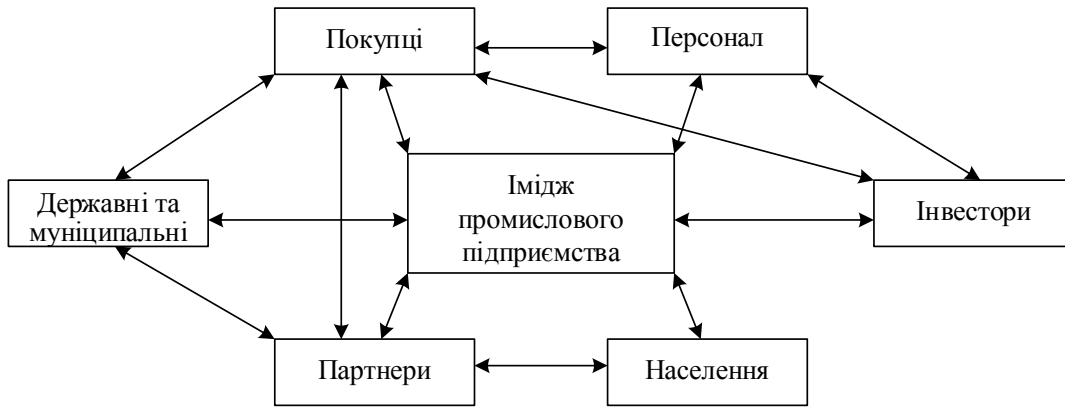 Покупці
Персонал
Державні та
муніципальні
Імідж
промислового
підприємства
Інвестори
Партнери
Населення